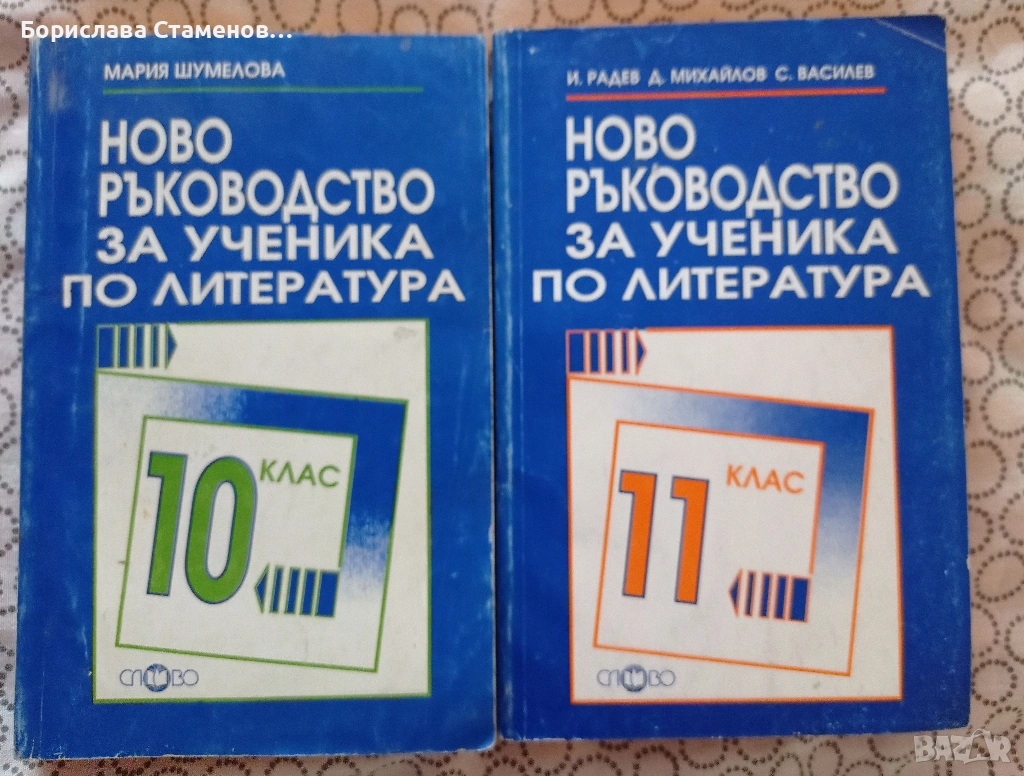 Борислава Стаменов...
МАРИЯ ШУМЕЛОВА
НОВО
РЪКОВОДСТВО
ЗА УЧЕНИКА
ПО ЛИТЕРАТУРА
10
КЛАС
СЛОВО
И. РАДЕВ Д. МИХАЙЛОВ С. ВАСИЛЕВ
НОВО
РЪКОВОДСТВО
ЗА УЧЕНИКА
ПО ЛИТЕРАТУРА
11
КЛАС
СЛОВО
BAZAR